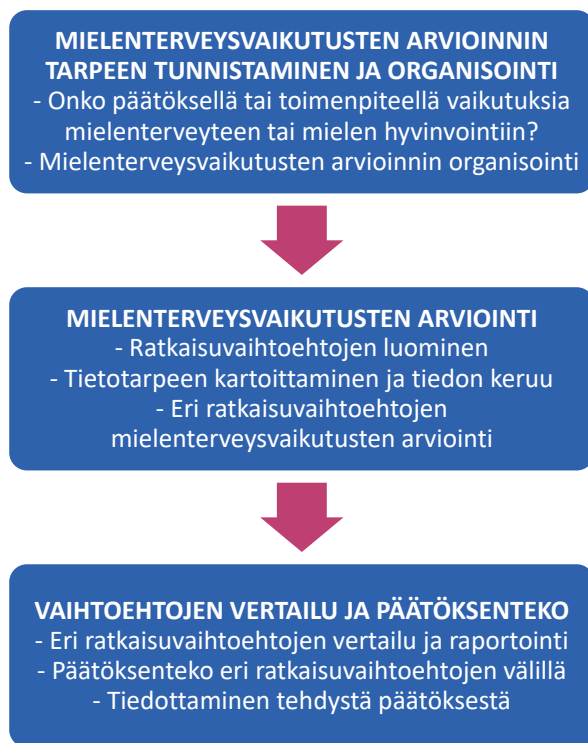 MIELENTERVEYSVAIKUTUSTEN ARVIOINNIN
TARPEEN TUNNISTAMINEN JA ORGANISOINTI
- Onko päätöksellä tai toimenpiteellä vaikutuksia
mielenterveyteen tai mielen hyvinvointiin?
- Mielenterveysvaikutusten arvioinnin organisointi
MIELENTERVEYSVAIKUTUSTEN ARVIOINTI
- Ratkaisuvaihtoehtojen luominen
- Tietotarpeen kartoittaminen ja tiedon keruu
- Eri ratkaisuvaihtoehtojen
mielenterveysvaikutusten arviointi
VAIHTOEHTOJEN VERTAILU JA PÄÄTÖKSENTEKO
- Eri ratkaisuvaihtoehtojen vertailu ja raportointi
- Päätöksenteko eri ratkaisuvaihtoehtojen välillä
- Tiedottaminen tehdystä päätöksestä